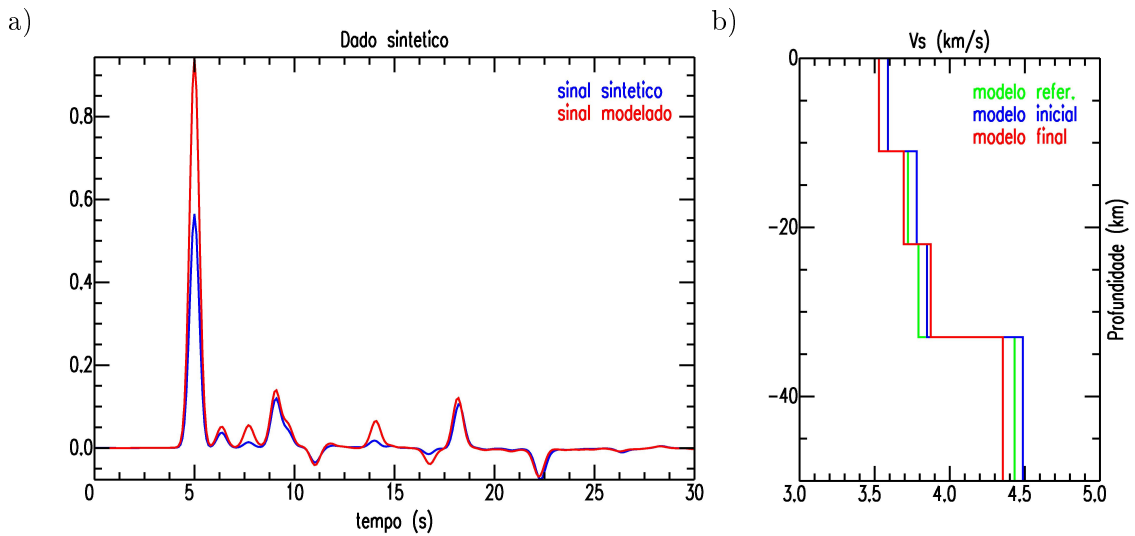 a)
Dado sintetico
sinal sintetico
sinal modelado
0.8
0.6
0.4
0.2
0.0
0 5 10 15 20 25 30
tempo (s)
b)
Vs (km/s)
modelo refer.
modelo inicial
modelo final
0
-20
-40
Profundidade (km)
3.0 3.5 4.0 4.5 5.0